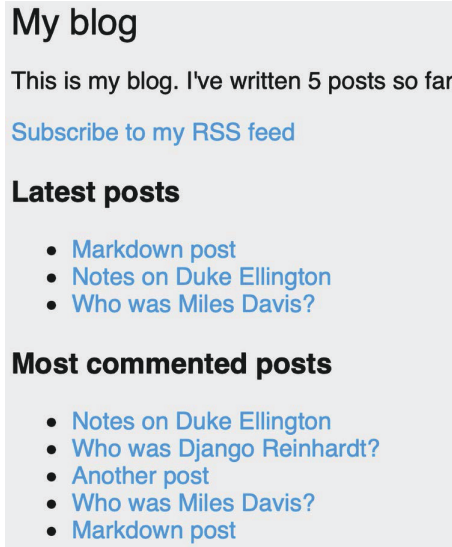 My blog
This is my blog. I've written 5 posts so far
Subscribe to my RSS feed
Latest posts
Markdown post
Notes on Duke Ellington
Who was Miles Davis?
Most commented posts
Notes on Duke Ellington
Who was Django Reinhardt?
Another post
Who was Miles Davis?
Markdown post